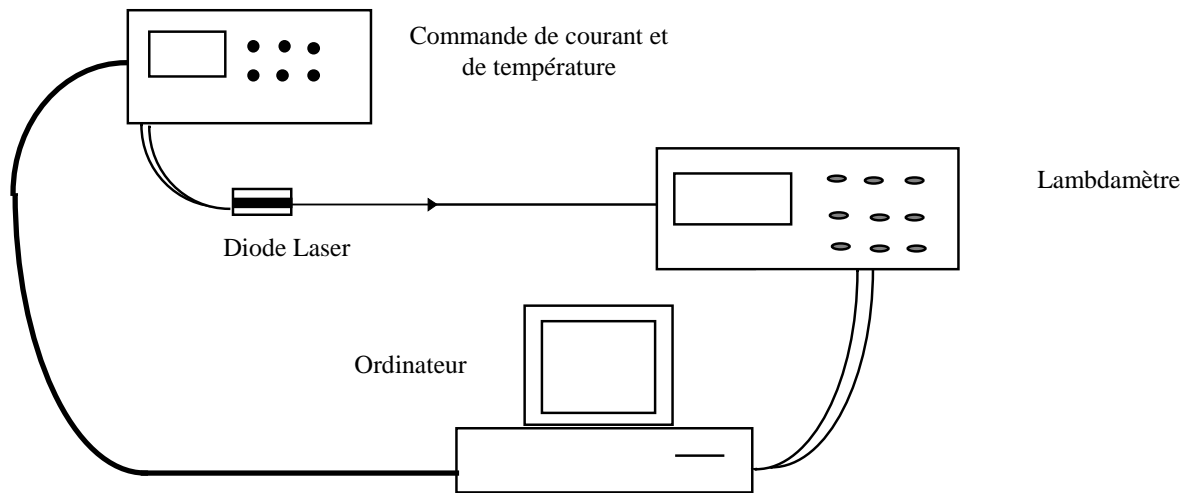 Commande de courant et
de température
Lambdamètre
Diode Laser
Ordinateur